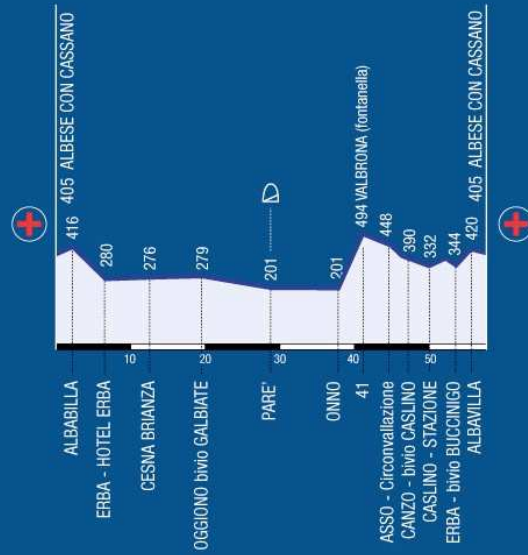 405 ALBESE CON CASSANO
416
280
276
279
201
201
494 VALBRONA (fontanella)
448
390
332
344
420
405 ALBESE CON CASSANO
10
20
30
40
50
ALBABILLA
ERBA - HOTEL ERBA
CESNA BRIANZA
OGGIONO bivio GALBIATE
PARE'
ONNO
41
ASSO - Circonvallazione
CANZO - bivio CASLINO
CASLINO - STAZIONE
ERBA - bivio BUCCINIGO
ALBAVILLA